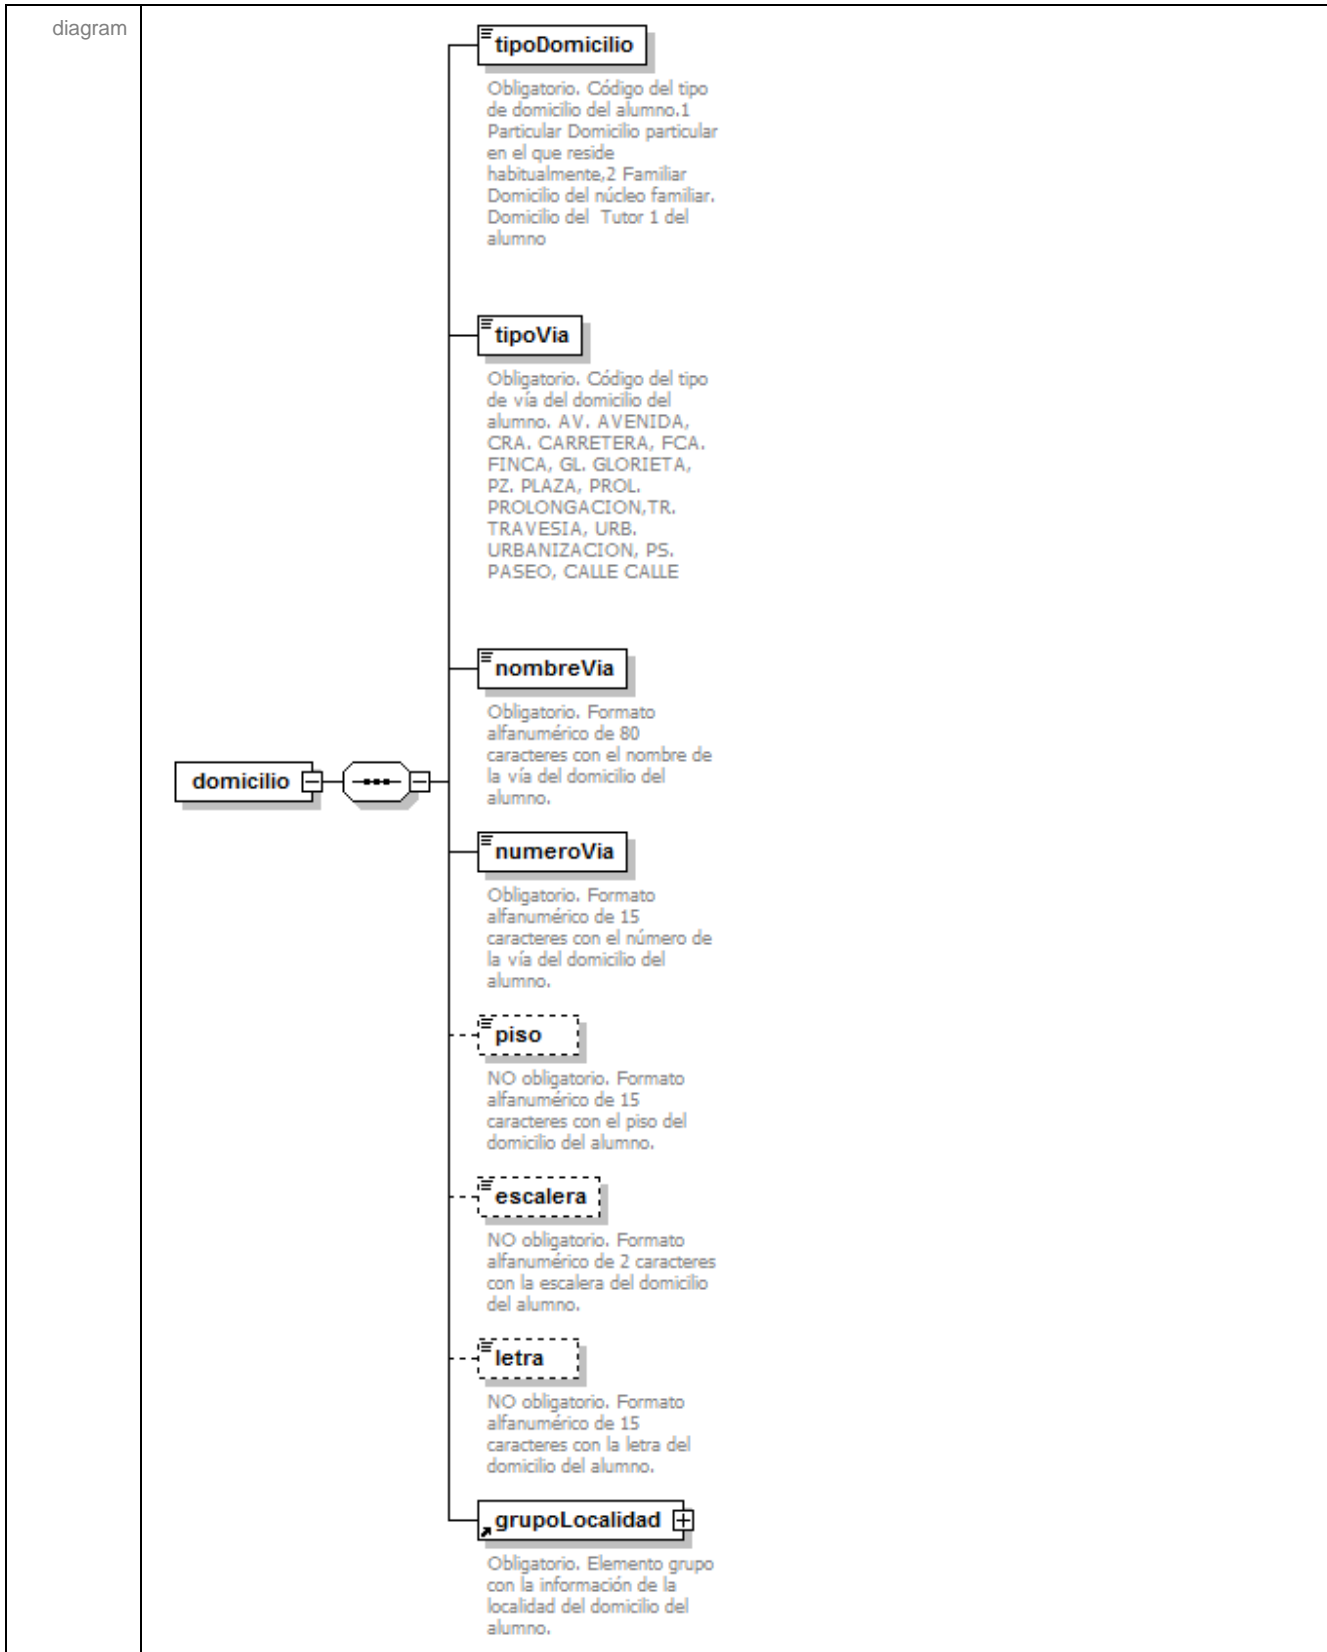 diagram
tipoDomicilio
Obligatorio. Código del tipo
de domicilio del alumno.1
Particular Domicilio particular
en el que reside
habitualmente,2 Familiar
Domicilio del núcleo familiar.
Domicilio del Tutor 1 del
alumno
tipoVia
Obligatorio. Código del tipo
de vía del domicilio del
alumno. AV. AVENIDA,
CRA. CARRETERA, FCA.
FINCA, GL. GLORIETA,
PZ. PLAZA, PROL.
PROLONGACION,TR.
TRAVESIA, URB.
URBANIZACION, PS.
PASEO, CALLE CALLE
nombreVia
Obligatorio. Formato
alfanumérico de 80
caracteres con el nombre de
la vía del domicilio del
alumno.
domicilio
numeroVia
Obligatorio. Formato
alfanumérico de 15
caracteres con el número de
la vía del domicilio del
alumno.
piso
NO obligatorio. Formato
alfanumérico de 15
caracteres con el piso del
domicilio del alumno.
escalera
NO obligatorio. Formato
alfanumérico de 2 caracteres
con la escalera del domicilio
del alumno.
letra
NO obligatorio. Formato
alfanumérico de 15
caracteres con la letra del
domicilio del alumno.
grupoLocalidad
Obligatorio. Elemento grupo
con la información de la
localidad del domicilio del
alumno.